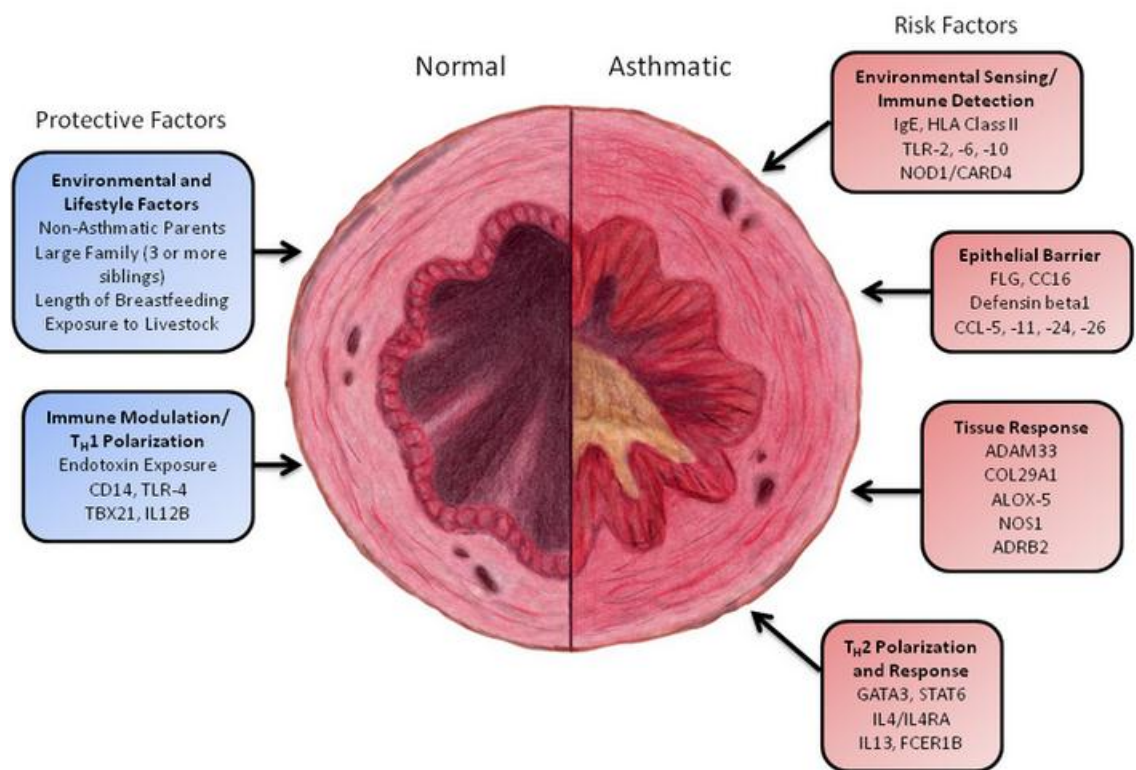 Normal
Asthmatic
Protective Factors
Environmental and
Lifestyle Factors
Non-Asthmatic Parents
Large Family (3 or more
siblings)
Length of Breastfeeding
Exposure to Livestock
Immune Modulation/
TH1 Polarization
Endotoxin Exposure
CD14, TLR-4
TBX21, IL12B
Risk Factors
Environmental Sensing/
Immune Detection
IgE, HLA Class II
TLR-2, -6, -10
NOD1/CARD4
Epithelial Barrier
FLG, CC16
Defensin beta1
CCL-5, -11, -24, -26
Tissue Response
ADAM33
COL29A1
ALOX-5
NOS1
ADRB2
TH2 Polarization
and Response
GATA3, STAT6
IL4/IL4RA
IL13, FCER1B